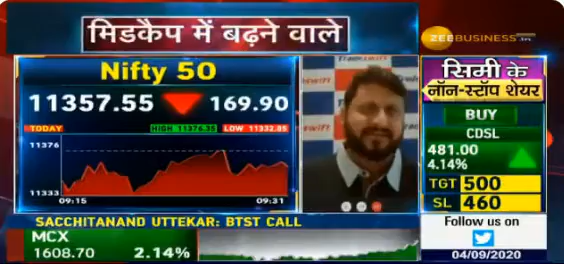 मिडकैप में बढ़ने वाले
ZEEBUSINESS.in
Nifty 50
11357.55 169.90
TODAY HIGH 11376.35 LOW 11332.85
11376
11333
09:15 09:31
सिमी के
नॉन-स्टॉप शेयर
BUY
CDSL
481.00
4.14%
TGT 500
SL 460
SACCHITANAND UTTEKAR: BTST CALL
MCX
1608.70 2.14%
Follow us on
04/09/2020